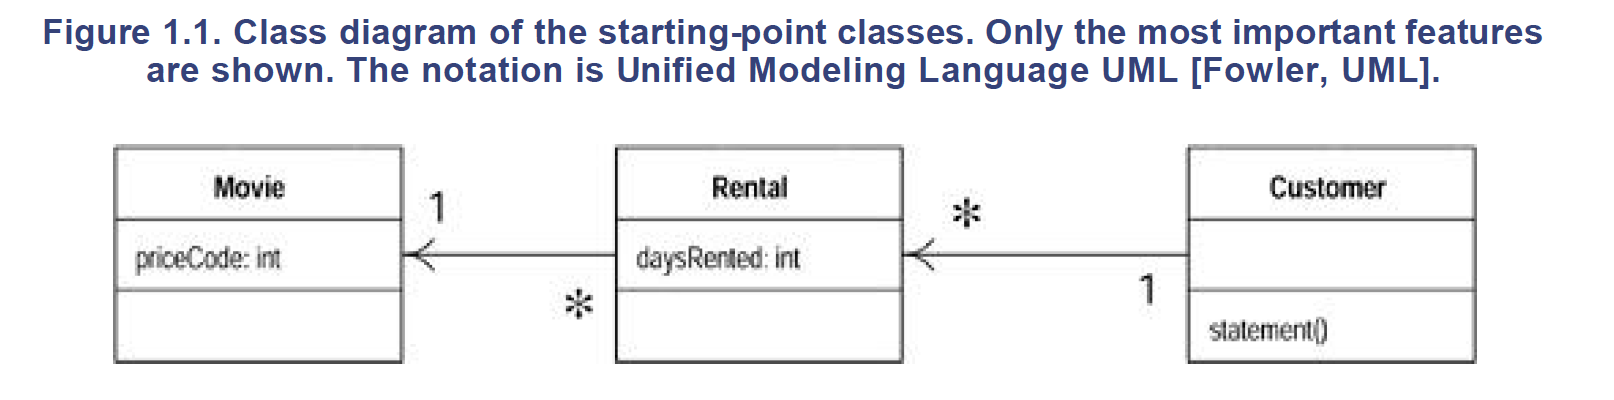 Figure 1.1. Class diagram of the starting-point classes. Only the most important features
are shown. The notation is Unified Modeling Language UML [Fowler, UML].
Movie
priceCode: int
1
*
Rental
daysRented: int
*
1
Customer
statement()